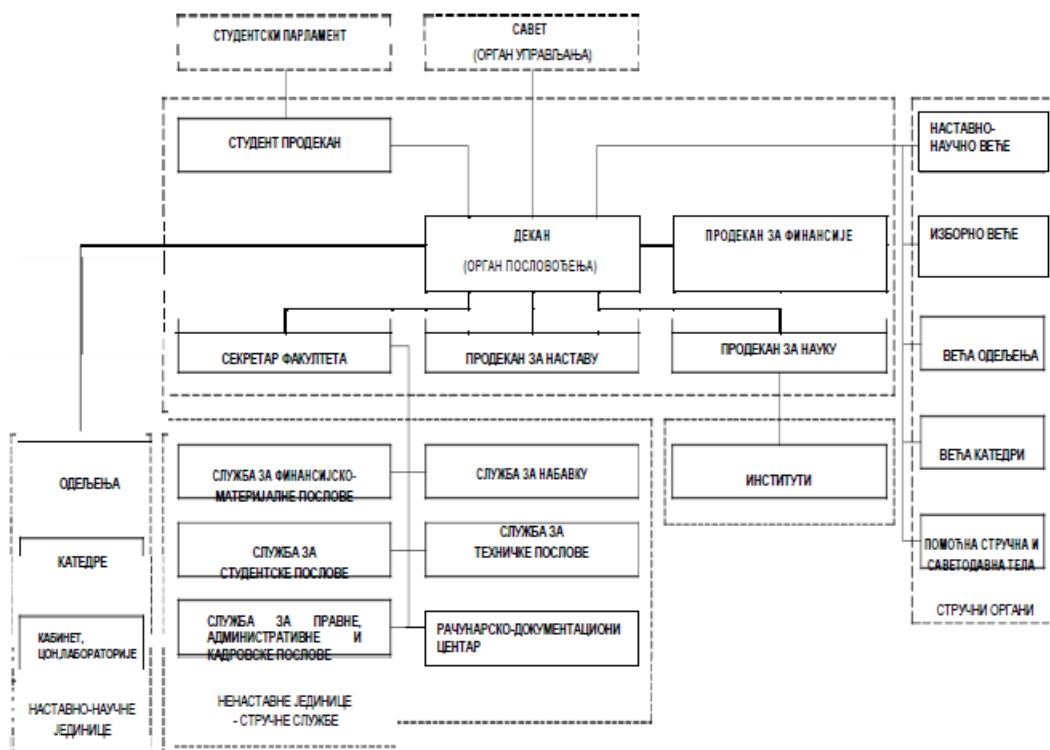 СТУДЕНТСКИ ПАРЛАМЕНТ
САВЕТ
(ОРГАН УПРАВЉАЊА)
СТУДЕНТ ПРОДЕКАН
НАСТАВНО-
НАУЧНО ВЕЋЕ
ДЕКАН
(ОРГАН ПОСЛОВОЂЕЊА)
ПРОДЕКАН ЗА ФИНАНСИЈЕ
ИЗБОРНО ВЕЋЕ
СЕКРЕТАР ФАКУЛТЕТА
ПРОДЕКАН ЗА НАСТАВУ
ПРОДЕКАН ЗА НАУКУ
ВЕЋА ОДЕЉЕЊА
ОДЕЉЕЊА
СЛУЖБА ЗА ФИНАНСИЈСКО-
МАТЕРИЈАЛНЕ ПОСЛОВЕ
СЛУЖБА ЗА НАБАВКУ
ИНСТИТУТИ
ВЕЋА КАТЕДРИ
КАТЕДРЕ
СЛУЖБА ЗА
СТУДЕНТСКЕ ПОСЛОВЕ
СЛУЖБА ЗА
ТЕХНИЧКЕ ПОСЛОВЕ
ПОМОЋНА СТРУЧНА И
САВЕТОДАВНА ТЕЛА
СТРУЧНИ ОРГАНИ
КАБИНЕТ,
ЦОН,ЛАБОРАТОРИЈЕ
СЛУЖБА ЗА ПРАВНЕ,
АДМИНИСТРАТИВНЕ И
КАДРОВСКЕ ПОСЛОВЕ
РАЧУНАРСКО-ДОКУМЕНТАЦИОНИ
ЦЕНТАР
НАСТАВНО-НАУЧНЕ
ЈЕДИНИЦЕ
НЕНАСТАВНЕ ЈЕДИНИЦЕ
- СТРУЧНЕ СЛУЖБЕ